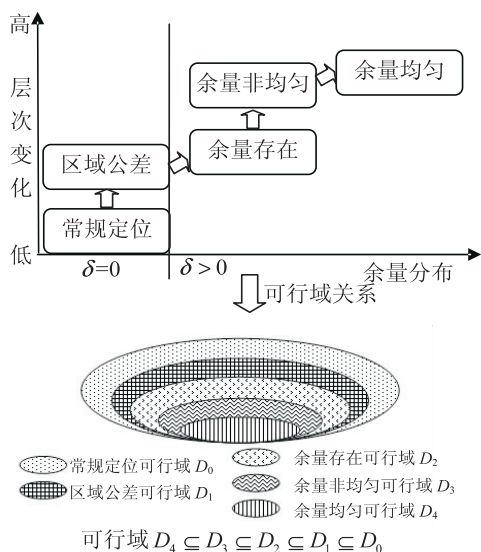 高
层次变化
低
余量非均匀
余量均匀
区域公差
余量存在
常规定位
δ=0
δ>0
余量分布
可行域关系
常规定位可行域 D₀
区域公差可行域 D₁
余量存在可行域 D₂
余量非均匀可行域 D₃
余量均匀可行域 D₄
可行域 D₄ ⊆ D₃ ⊆ D₂ ⊆ D₁ ⊆ D₀